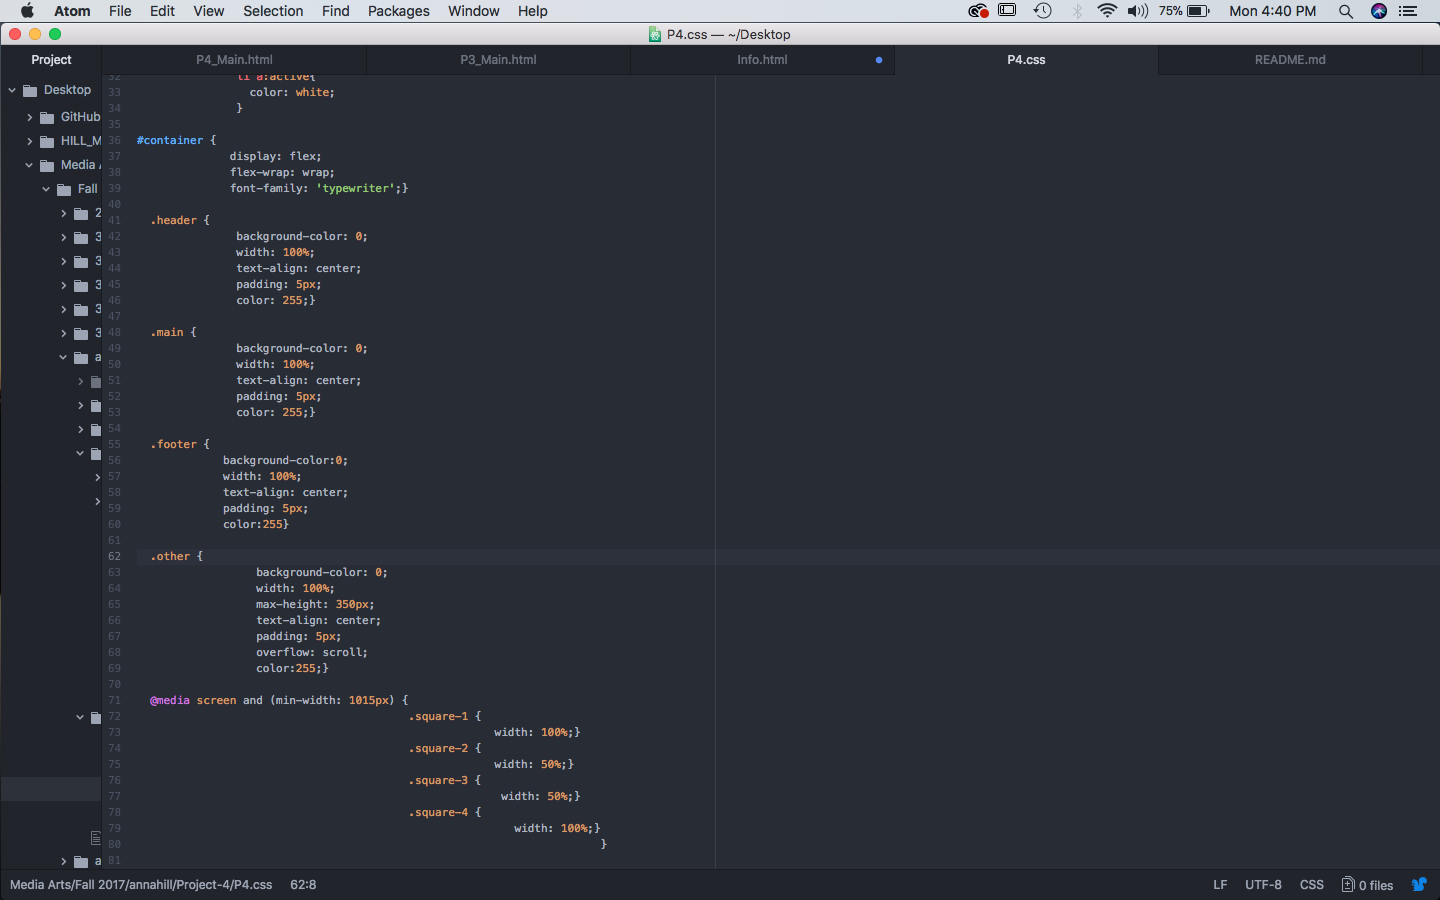 Atom File Edit View Selection Find Packages Window Help 75% Mon 4:40 PM
P4.css — ~/Desktop
Project P4_Main.html P3_Main.html Info.html P4.css README.md
Desktop
GitHub
HILL_M
Media A
Fall
2
3
3
3
3
3
a
a
32 li a:active{
33 color: white;
34 }
35
36 #container {
37 display: flex;
38 flex-wrap: wrap;
39 font-family: 'typewriter';}
40
41 .header {
42 background-color: 0;
43 width: 100%;
44 text-align: center;
45 padding: 5px;
46 color: 255;}
47
48 .main {
49 background-color: 0;
50 width: 100%;
51 text-align: center;
52 padding: 5px;
53 color: 255;}
54
55 .footer {
56 background-color:0;
57 width: 100%;
58 text-align: center;
59 padding: 5px;
60 color:255}
61
62 .other {
63 background-color: 0;
64 width: 100%;
65 max-height: 350px;
66 text-align: center;
67 padding: 5px;
68 overflow: scroll;
69 color:255;}
70
71 @media screen and (min-width: 1015px) {
72 .square-1 {
73 width: 100%;}
74 .square-2 {
75 width: 50%;}
76 .square-3 {
77 width: 50%;}
78 .square-4 {
79 width: 100%;}
80 }
81
Media Arts/Fall 2017/annahill/Project-4/P4.css 62:8 LF UTF-8 CSS 0 files